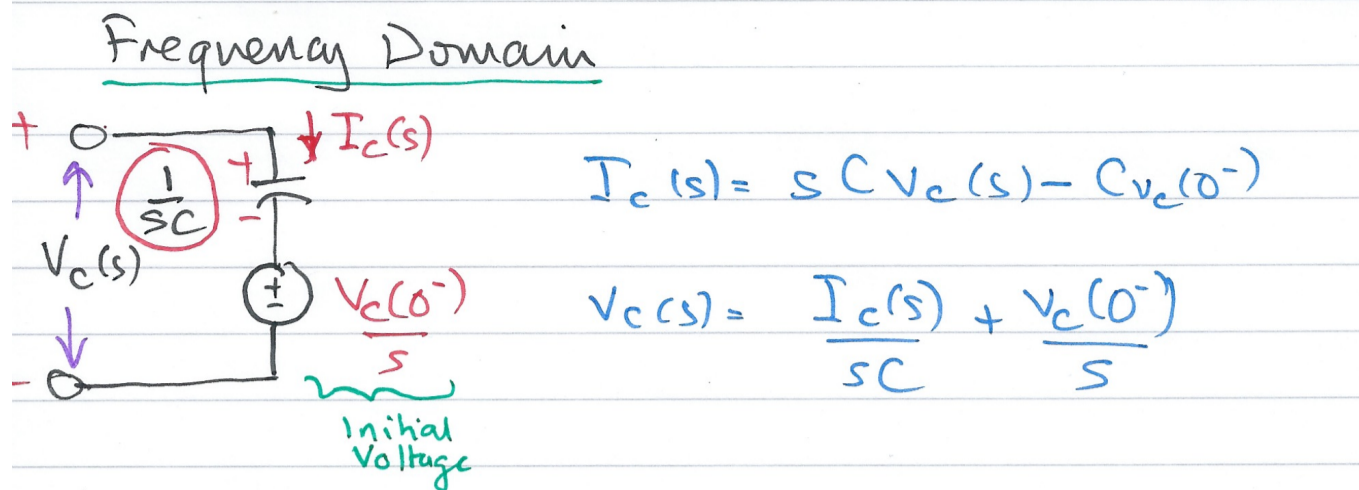 Frequency Domain
+ ↓ I_c(s)
+
1/sC
-
V_c(s)
I_c(s) = sCV_c(s) - Cv_c(0⁻)
± V_c(0⁻)/s
V_c(s) = I_c(s)/sC + V_c(0⁻)/s
-
Initial
Voltage